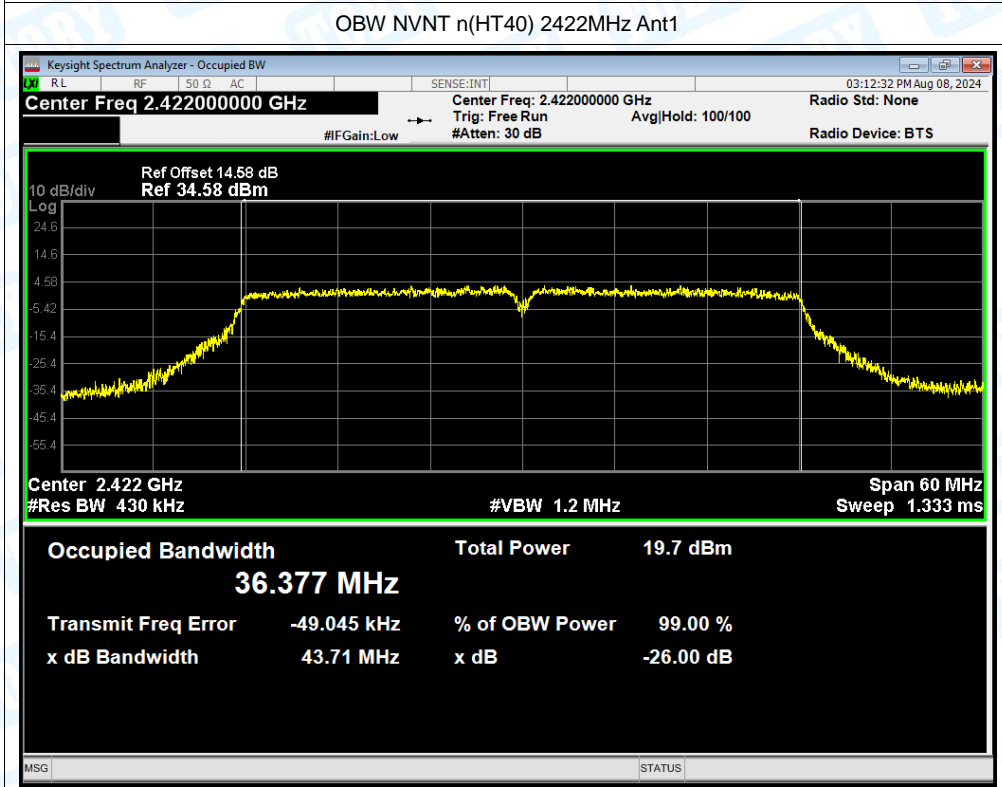 OBW NVNT n(HT40) 2422MHz Ant1
Keysight Spectrum Analyzer - Occupied BW
LXI RL RF 50 Ω AC SENSE:INT 03:12:32 PM Aug 08, 2024
Center Freq 2.422000000 GHz Center Freq: 2.422000000 GHz Radio Std: None
Trig: Free Run Avg|Hold: 100/100
#IFGain:Low #Atten: 30 dB Radio Device: BTS
Ref Offset 14.58 dB
10 dB/div Ref 34.58 dBm
Log
24.6
14.6
4.58
-5.42
-15.4
-25.4
-35.4
-45.4
-55.4
Center 2.422 GHz Span 60 MHz
#Res BW 430 kHz #VBW 1.2 MHz Sweep 1.333 ms
Occupied Bandwidth Total Power 19.7 dBm
36.377 MHz
Transmit Freq Error -49.045 kHz % of OBW Power 99.00 %
x dB Bandwidth 43.71 MHz x dB -26.00 dB
MSG STATUS